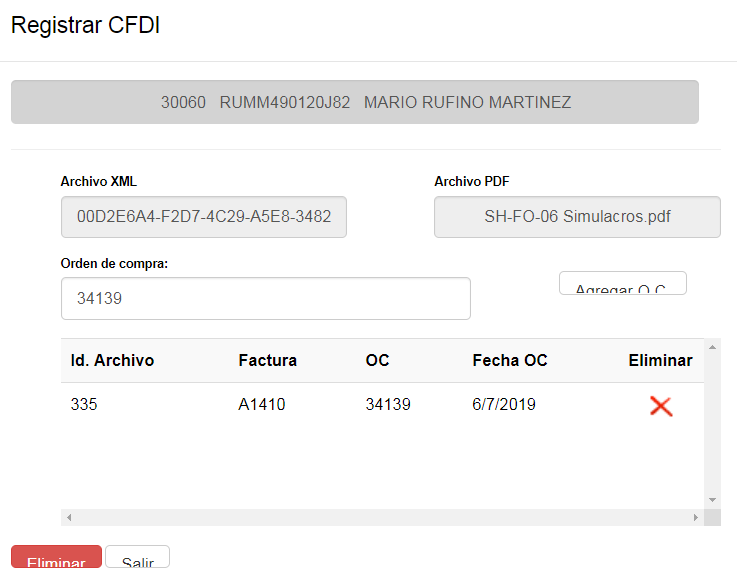 Registrar CFDI
30060 RUMM490120J82 MARIO RUFINO MARTINEZ
Archivo XML Archivo PDF
00D2E6A4-F2D7-4C29-A5E8-3482 SH-FO-06 Simulacros.pdf
Orden de compra:
34139 Agregar O.C.
Id. Archivo Factura OC Fecha OC Eliminar
335 A1410 34139 6/7/2019
Eliminar Salir